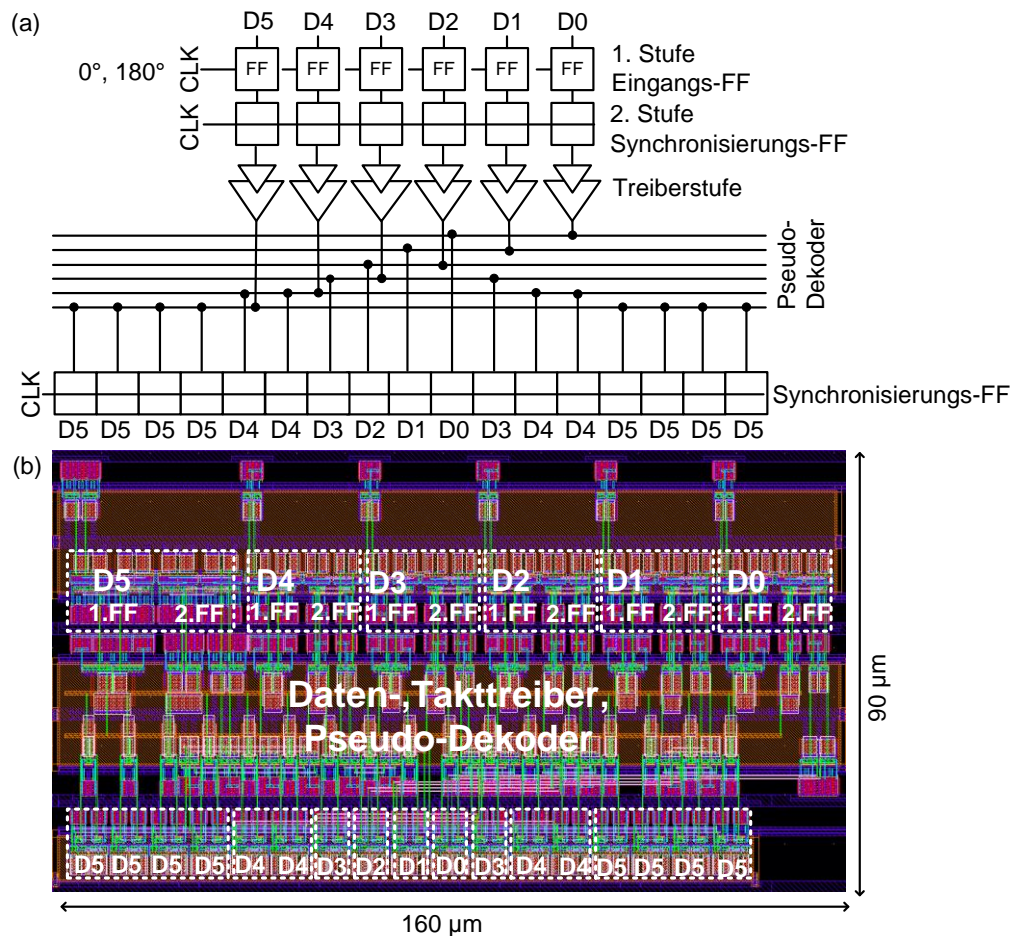 (a)
D5 D4 D3 D2 D1 D0
0°, 180° CLK FF FF FF FF FF FF 1. Stufe
Eingangs-FF
CLK 2. Stufe
Synchronisierungs-FF
Treiberstufe
Pseudo-
Dekoder
CLK Synchronisierungs-FF
D5 D5 D5 D5 D4 D4 D3 D2 D1 D0 D3 D4 D4 D5 D5 D5 D5
(b)
D5 D4 D3 D2 D1 D0
1.FF 2.FF 1.FF 2.FF 1.FF 2.FF 1.FF 2.FF 1.FF 2.FF 1.FF 2.FF
Daten-,Takttreiber,
Pseudo-Dekoder
D5 D5 D5 D5 D4 D4 D3 D2 D1 D0 D3 D4 D4 D5 D5 D5 D5
90 µm
160 µm